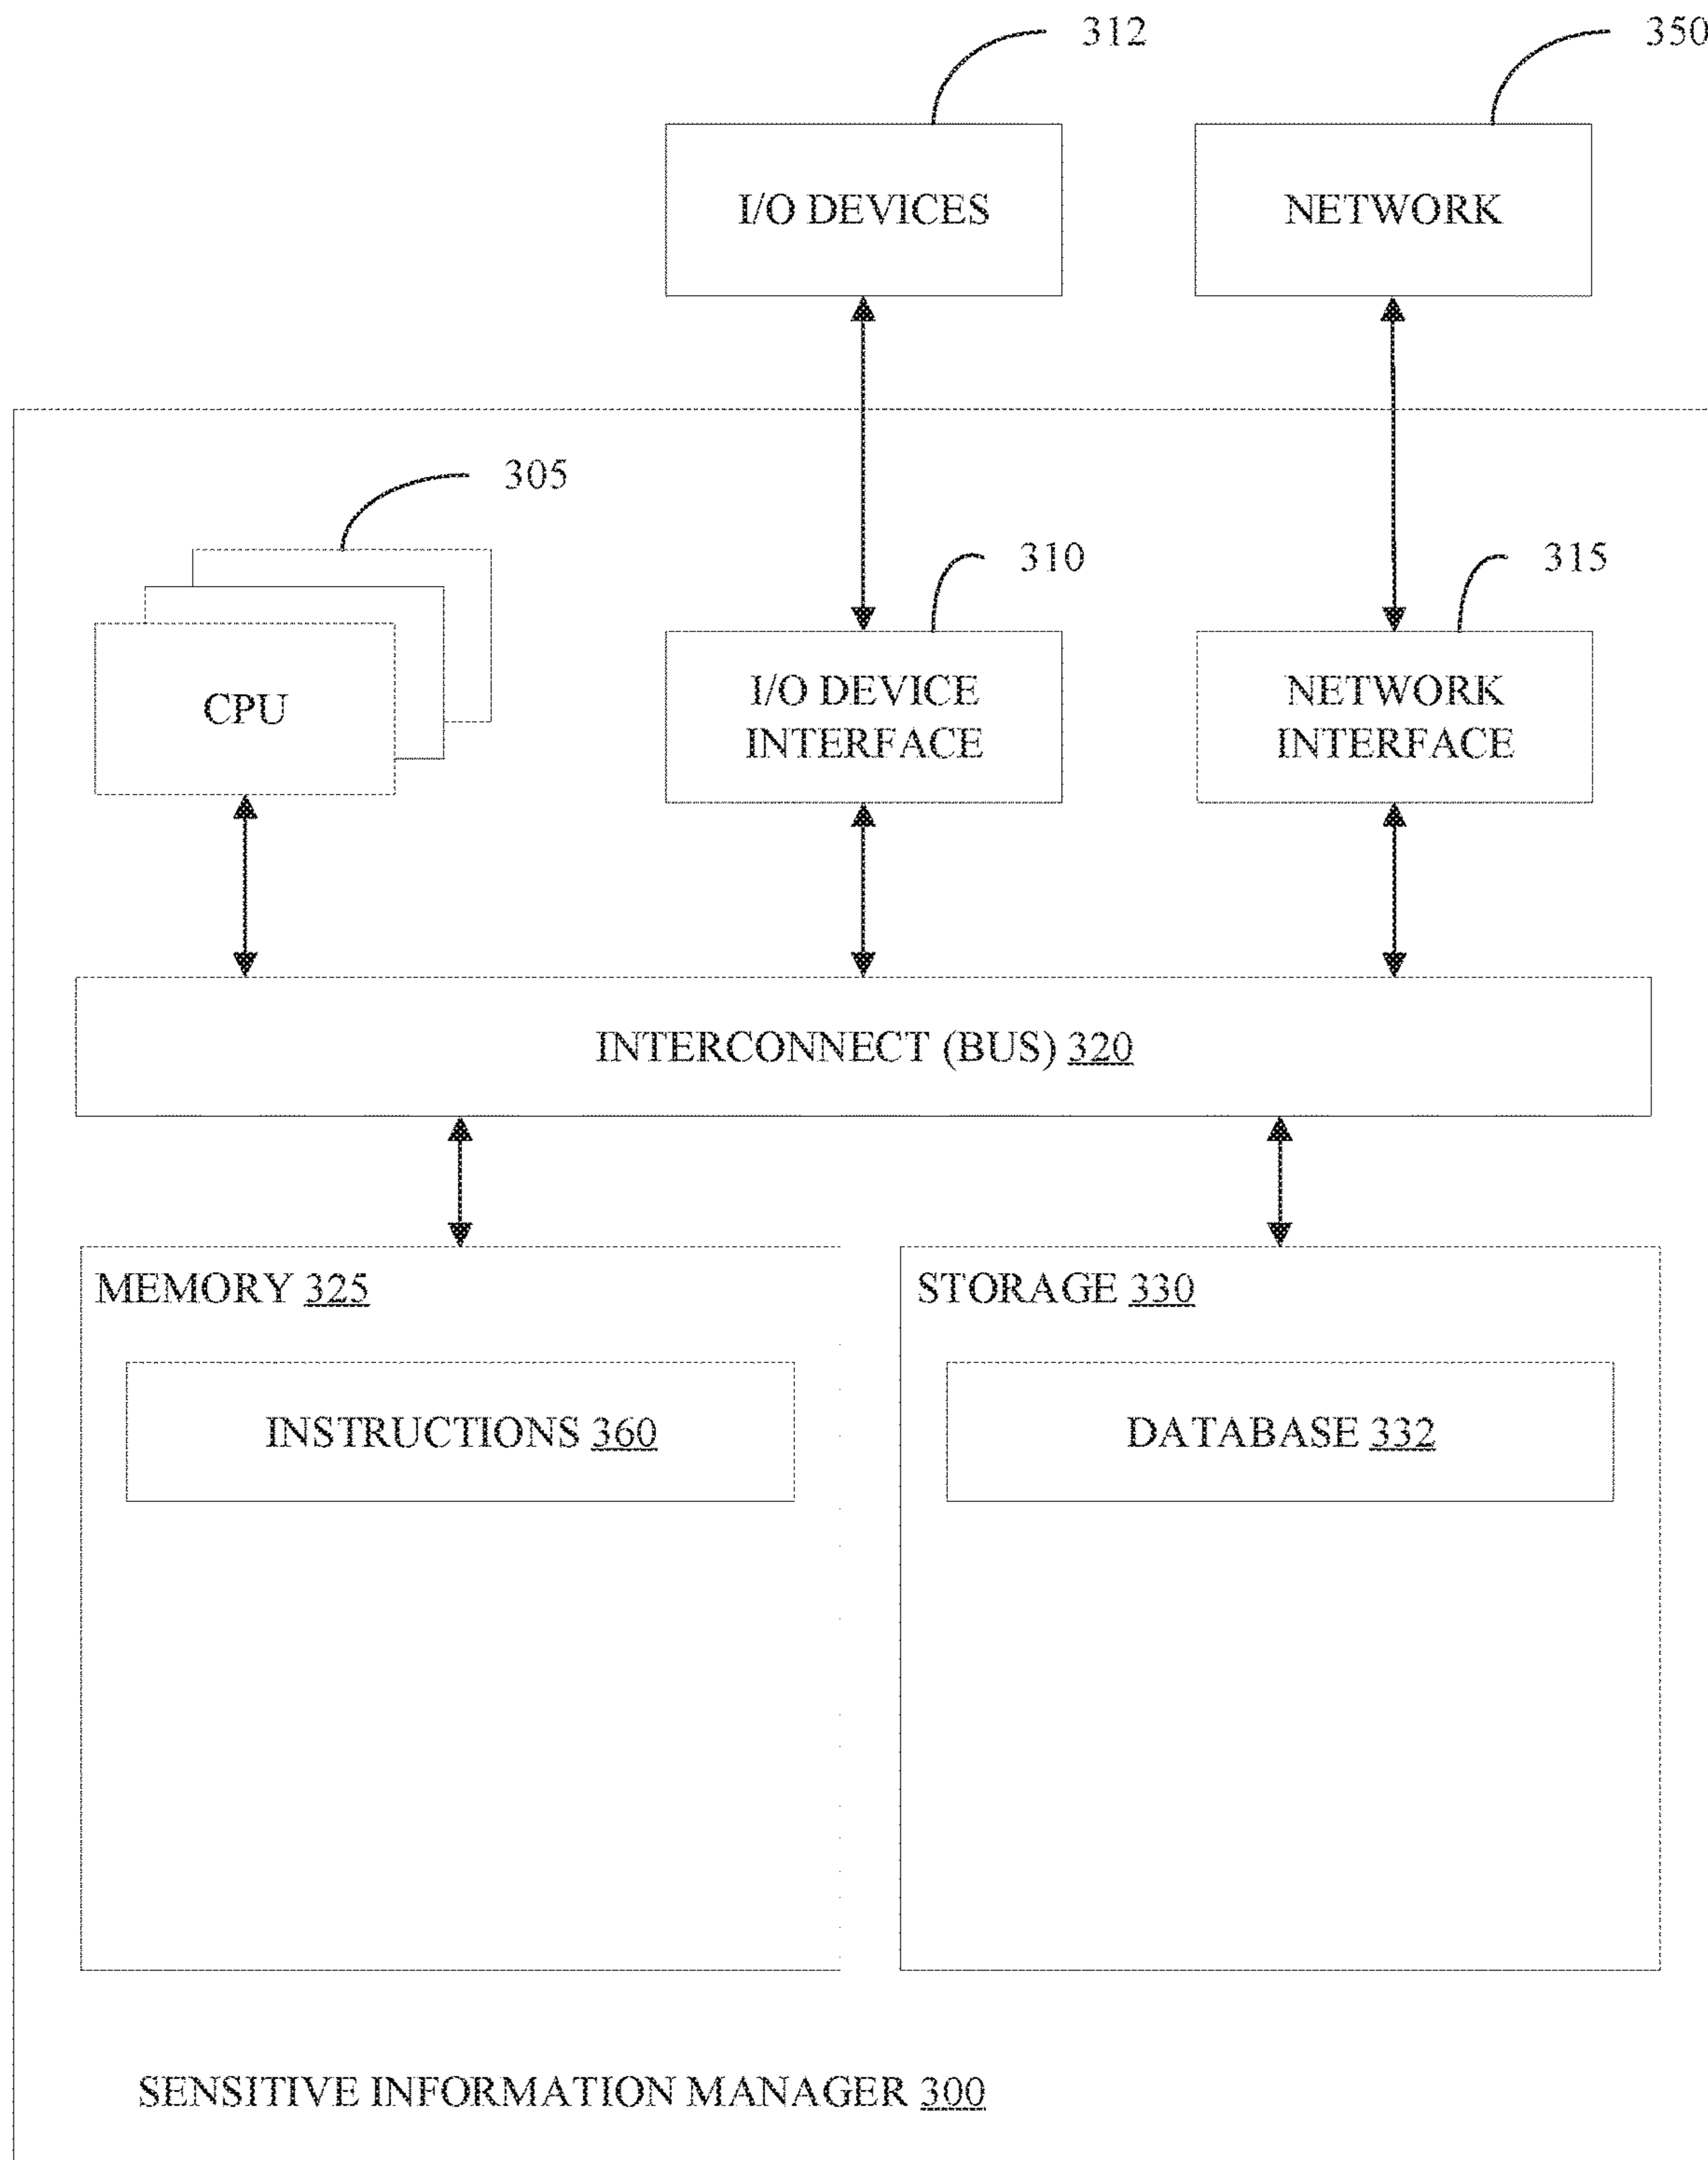 312
350
I/O DEVICES
NETWORK
305
310
315
CPU
I/O DEVICE
INTERFACE
NETWORK
INTERFACE
INTERCONNECT (BUS) 320
MEMORY 325
STORAGE 330
INSTRUCTIONS 360
DATABASE 332
SENSITIVE INFORMATION MANAGER 300